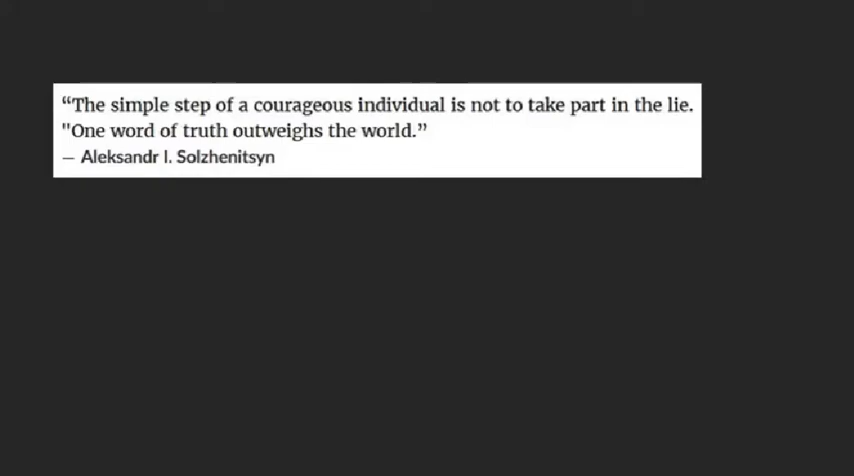 “The simple step of a courageous individual is not to take part in the lie.
"One word of truth outweighs the world.”
— Aleksandr I. Solzhenitsyn